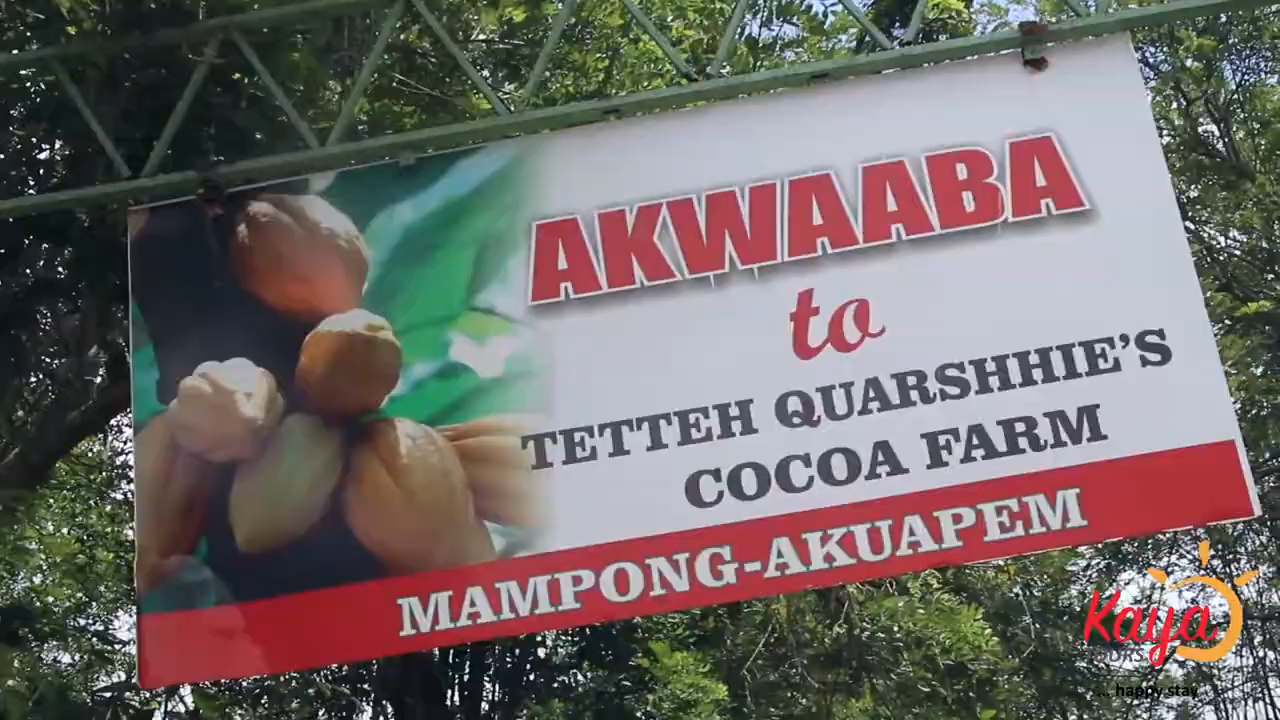 AKWAABA
to
TETTEH QUARSHHIE'S
COCOA FARM
MAMPONG-AKUAPEM
Kaya
... happy stay